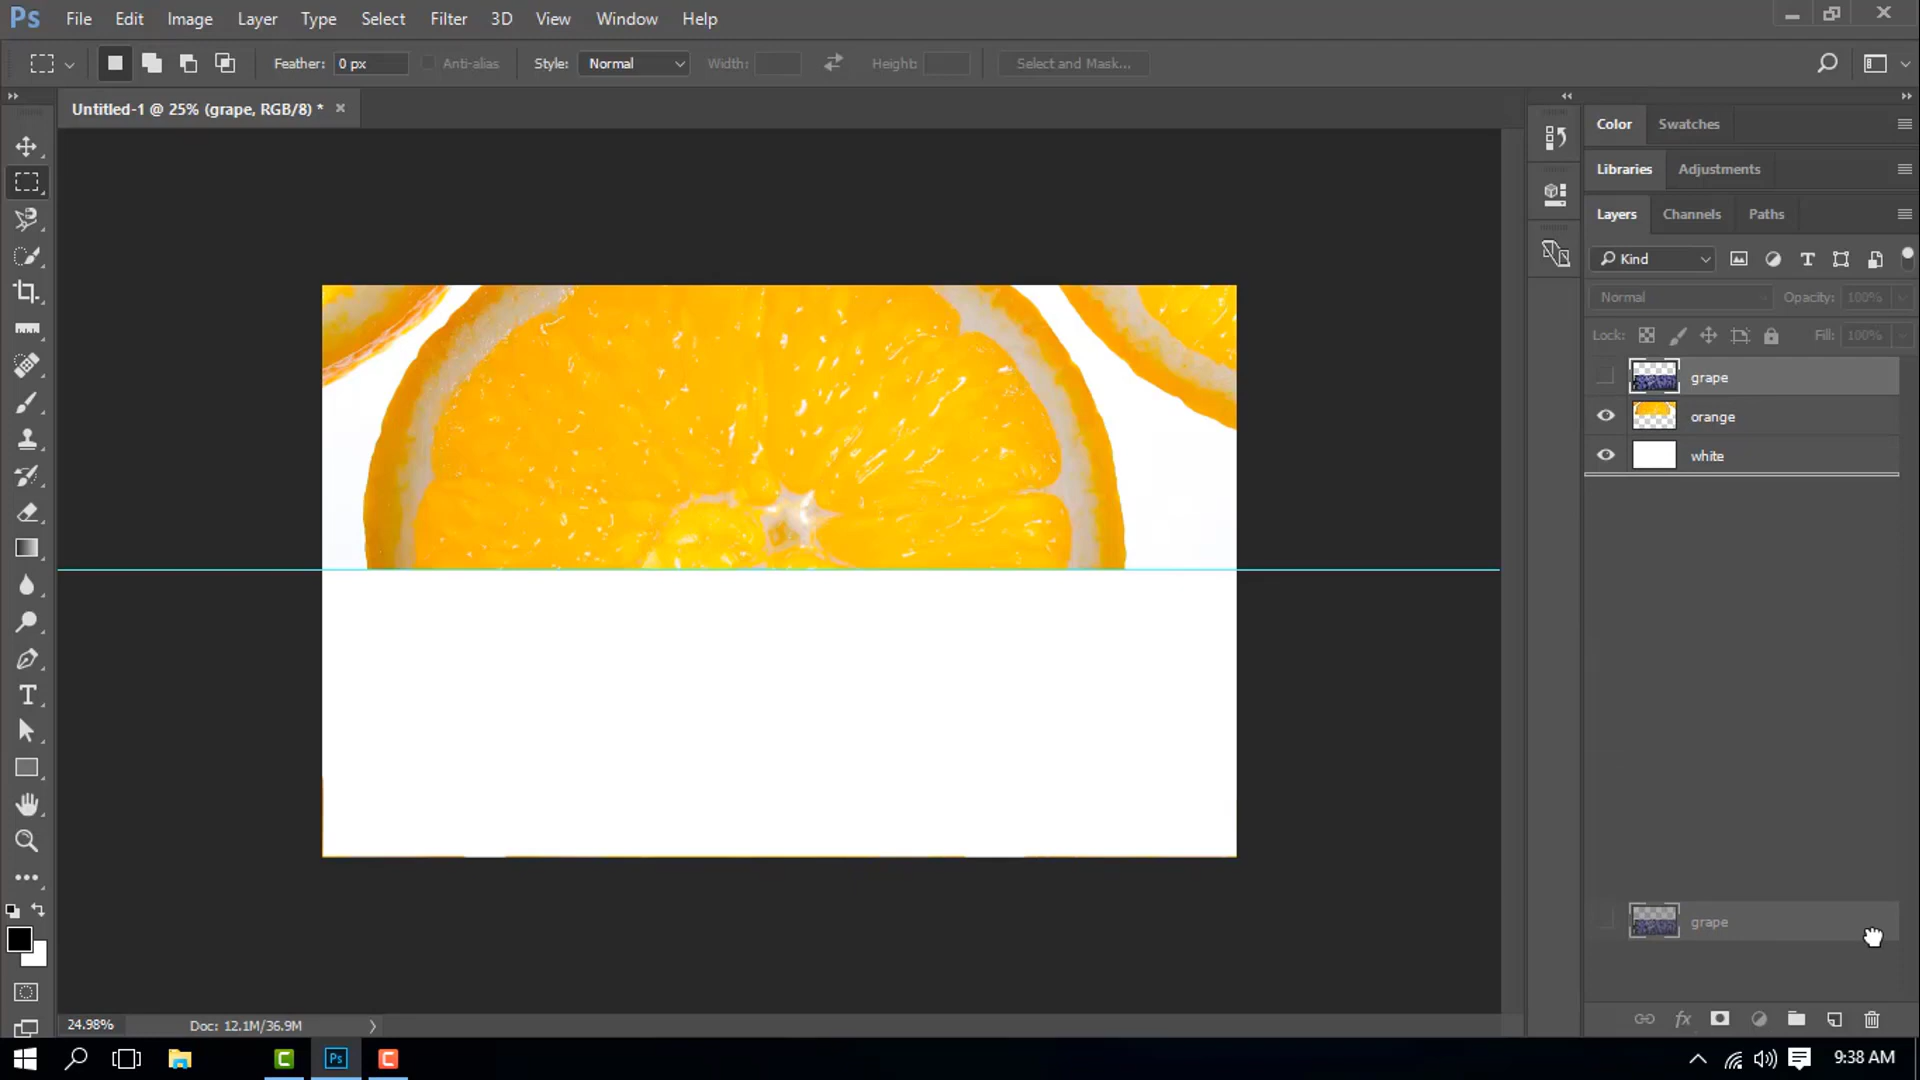 Ps File Edit Image Layer Type Select Filter 3D View Window Help
Feather: 0 px Anti-alias Style: Normal Width: Height: Select and Mask...
Untitled-1 @ 25% (grape, RGB/8) *
Color Swatches
Libraries Adjustments
Layers Channels Paths
Kind
Normal Opacity: 100%
Lock: Fill: 100%
grape
orange
white
grape
24.98% Doc: 12.1M/36.9M
fx
Ps 9:38 AM